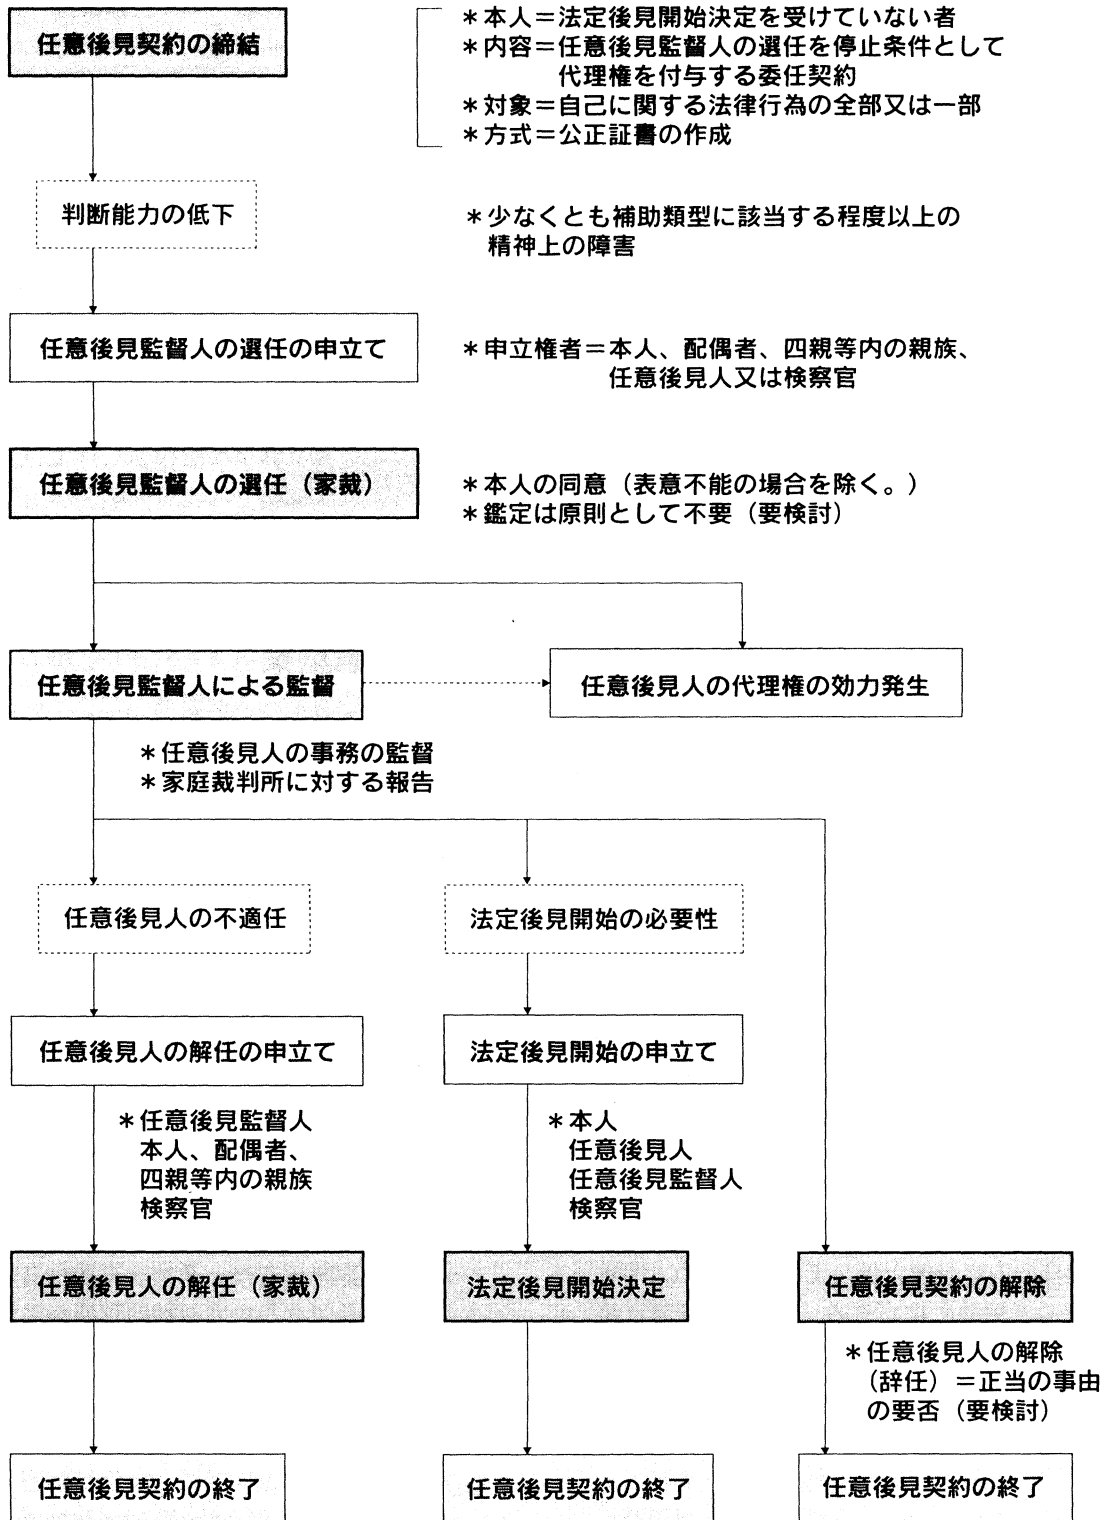 任意後見契約の締結
＊本人＝法定後見開始決定を受けていない者
＊内容＝任意後見監督人の選任を停止条件として
代理権を付与する委任契約
＊対象＝自己に関する法律行為の全部又は一部
＊方式＝公正証書の作成
判断能力の低下
＊少なくとも補助類型に該当する程度以上の
精神上の障害
任意後見監督人の選任の申立て
＊申立権者＝本人、配偶者、四親等内の親族、
任意後見人又は検察官
任意後見監督人の選任（家裁）
＊本人の同意（表意不能の場合を除く。）
＊鑑定は原則として不要（要検討）
任意後見監督人による監督
任意後見人の代理権の効力発生
＊任意後見人の事務の監督
＊家庭裁判所に対する報告
任意後見人の不適任
法定後見開始の必要性
任意後見人の解任の申立て
法定後見開始の申立て
＊任意後見監督人
本人、配偶者、
四親等内の親族
検察官
＊本人
任意後見人
任意後見監督人
検察官
任意後見人の解任（家裁）
法定後見開始決定
任意後見契約の解除
＊任意後見人の解除
（辞任）＝正当の事由
の要否（要検討）
任意後見契約の終了
任意後見契約の終了
任意後見契約の終了